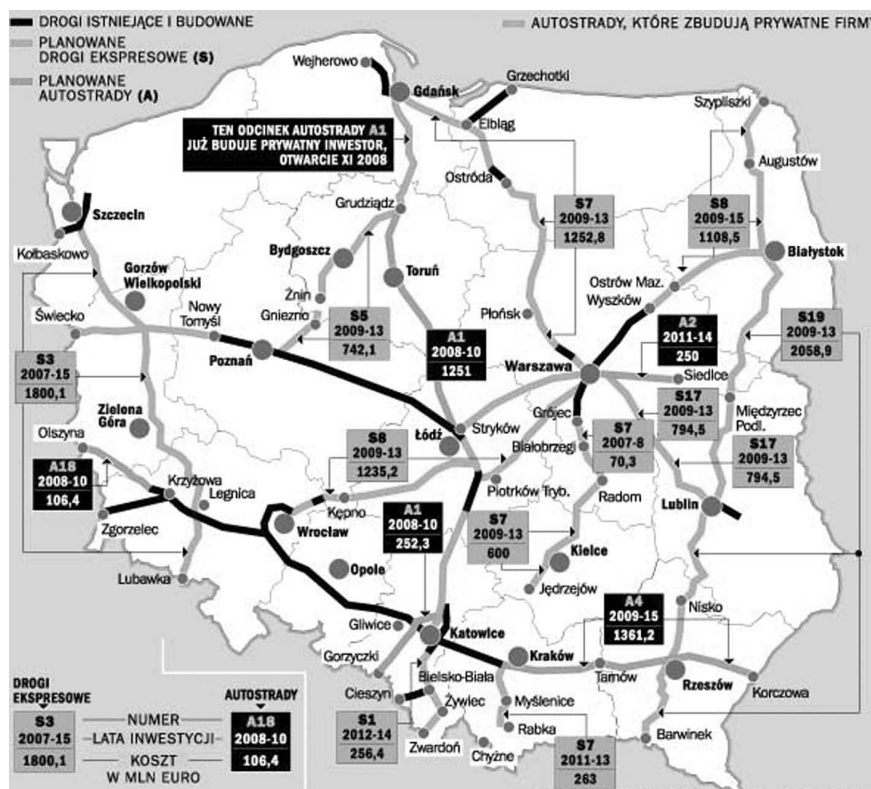 DROGI ISTNIEJĄCE I BUDOWANE
PLANOWANE
DROGI EKSPRESOWE (S)
PLANOWANE
AUTOSTRADY (A)
AUTOSTRADY, KTÓRE ZBUDUJĄ PRYWATNE FIRMY
Wejherowo
Gdańsk
Grzechotki
Szypliszki
TEN ODCINEK AUTOSTRADY A1
JUŻ BUDUJE PRYWATNY INWESTOR,
OTWARCIE XI 2008
Elbląg
Augustów
Ostróda
Grudziądz
S7
2009-13
1252,8
S8
2009-15
1108,5
Szczecin
Kołbaskowo
Bydgoszcz
Toruń
Białystok
Gorzów
Wielkopolski
Ostrów Maz.
Wyszków
Żnin
Gniezno
Płońsk
Świecko
Nowy
Tomyśl
S5
2009-13
742,1
A1
2008-10
1251
A2
2011-14
250
S19
2009-13
2058,9
Poznań
Warszawa
Siedlce
S3
2007-15
1800,1
Zielona
Góra
Stryków
Łódź
Grójec
Białobrzegi
S7
2007-8
70,3
S17
2009-13
794,5
Międzyrzec
Podl.
S17
2009-13
794,5
Olszyna
S8
2009-13
1235,2
A18
2008-10
106,4
Krzyżowa
Legnica
Kępno
Piotrków Tryb.
Radom
Lublin
Zgorzelec
Wrocław
A1
2008-10
252,3
S7
2009-13
600
Kielce
Opole
Lubawka
Jędrzejów
Nisko
Gliwice
Katowice
A4
2009-15
1361,2
Gorzyczki
Kraków
Tarnów
Rzeszów
Korczowa
Cieszyn
Bielsko-Biała
Żywiec
Myślenice
Rabka
Zwardoń
Chyżne
Barwinek
S1
2012-14
256,4
S7
2011-13
263
DROGI
EKSPRESOWE
AUTOSTRADY
S3
2007-15
1800,1
NUMER
LATA INWESTYCJI
KOSZT
W MLN EURO
A18
2008-10
106,4